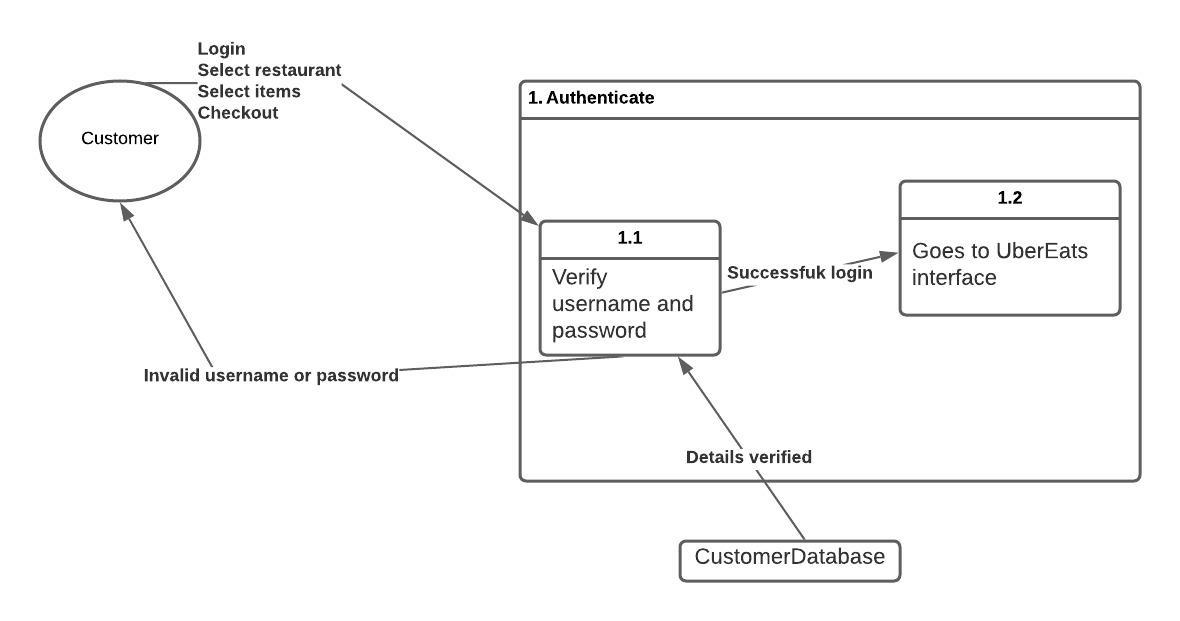 Login
Select restaurant
Select items
Checkout
Customer
1. Authenticate
1.1
Verify
username and
password
Successfuk login
1.2
Goes to UberEats
interface
Invalid username or password
Details verified
CustomerDatabase